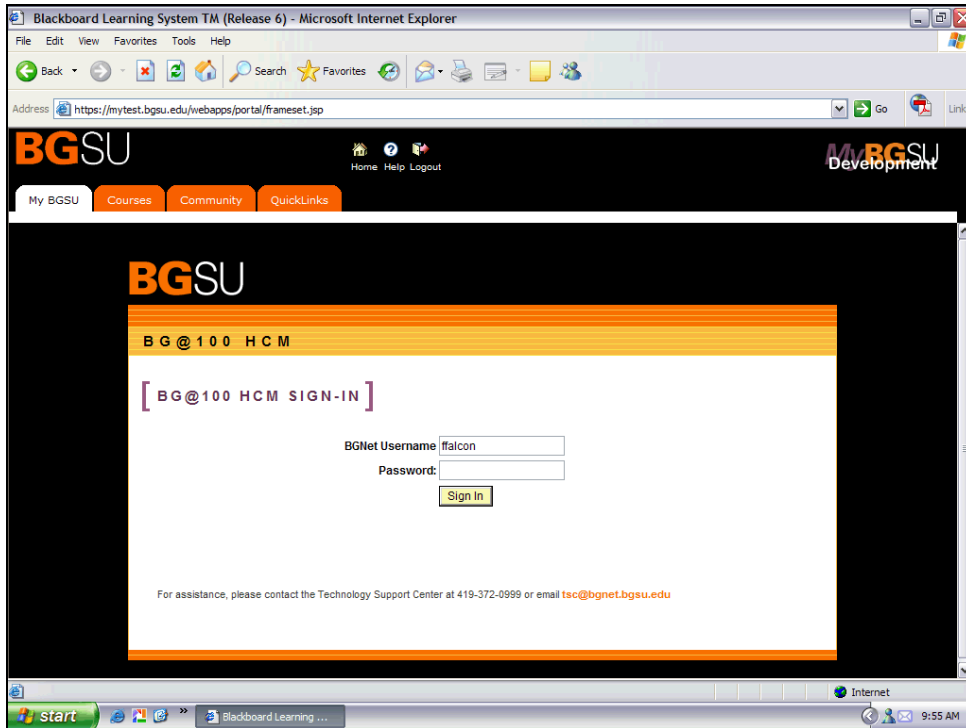 Blackboard Learning System TM (Release 6) - Microsoft Internet Explorer
File Edit View Favorites Tools Help
Back Search Favorites
Address https://mytest.bgsu.edu/webapps/portal/frameset.jsp Go Link
BGSU
Home Help Logout
MyBGSU
Development
My BGSU Courses Community QuickLinks
BGSU
BG@100 HCM
[BG@100 HCM SIGN-IN]
BGNet Username ffalcon
Password:
Sign In
For assistance, please contact the Technology Support Center at 419-372-0999 or email tsc@bgnet.bgsu.edu
Internet
start » Blackboard Learning ... 9:55 AM